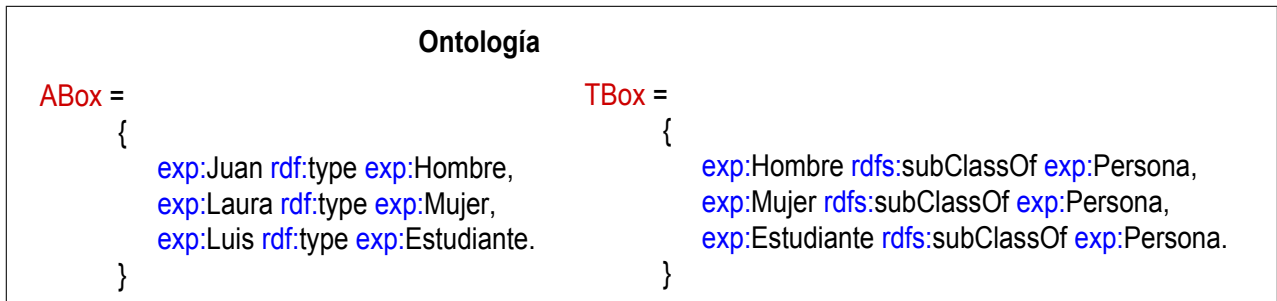 Ontología
ABox =
{
exp:Juan rdf:type exp:Hombre,
exp:Laura rdf:type exp:Mujer,
exp:Luis rdf:type exp:Estudiante.
}
TBox =
{
exp:Hombre rdfs:subClassOf exp:Persona,
exp:Mujer rdfs:subClassOf exp:Persona,
exp:Estudiante rdfs:subClassOf exp:Persona.
}